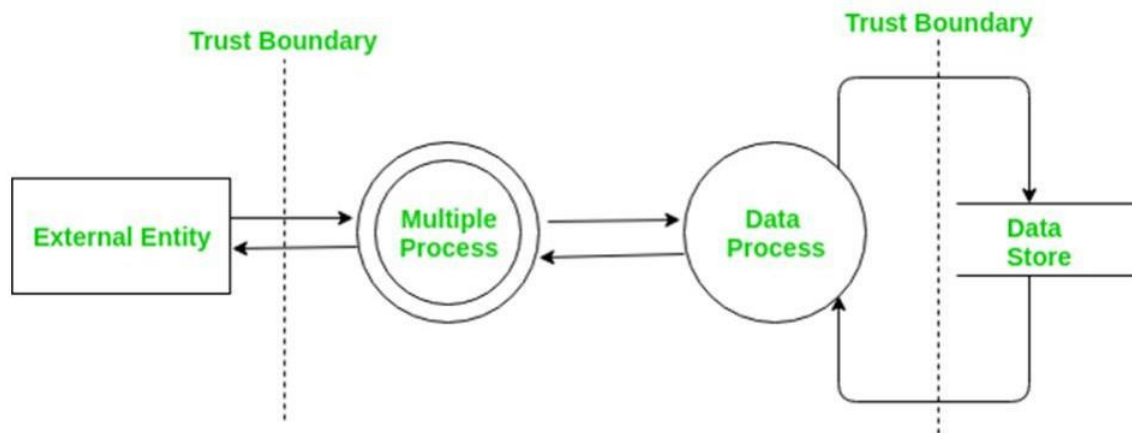 Trust Boundary
Trust Boundary
External Entity
Multiple
Process
Data
Process
Data
Store